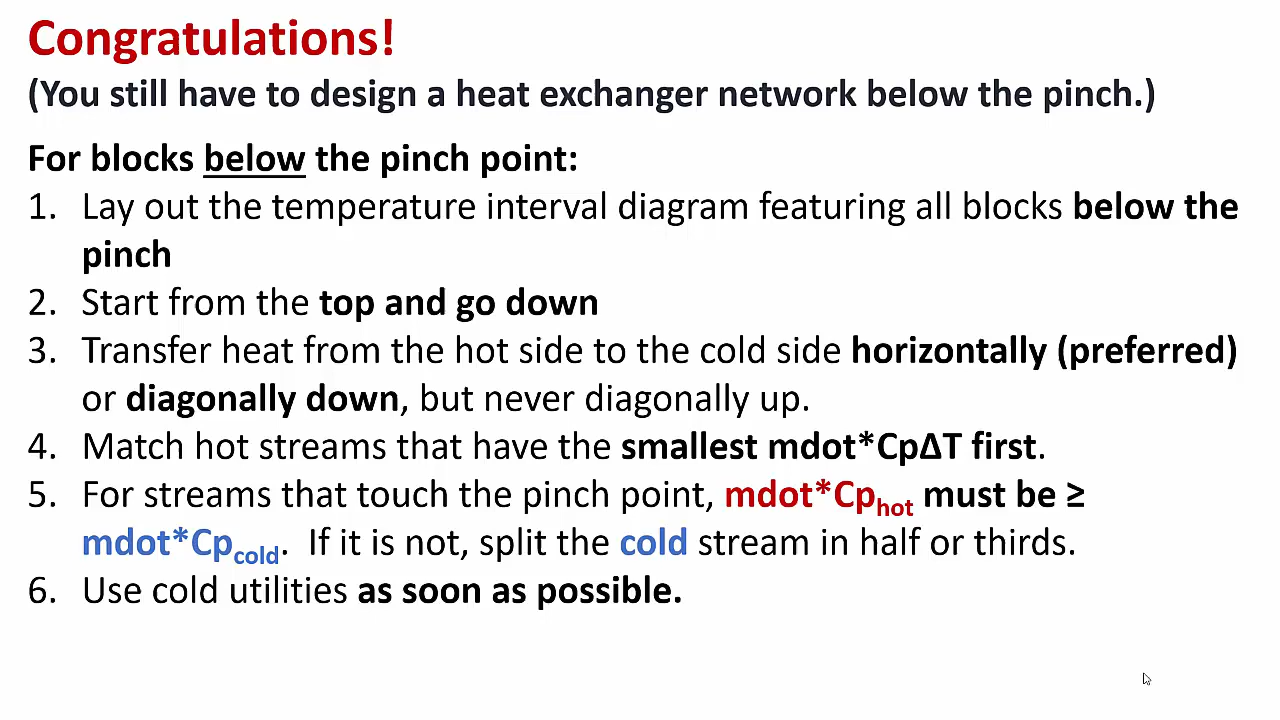 Congratulations!
(You still have to design a heat exchanger network below the pinch.)
For blocks below the pinch point:
1. Lay out the temperature interval diagram featuring all blocks below the
pinch
2. Start from the top and go down
3. Transfer heat from the hot side to the cold side horizontally (preferred)
or diagonally down, but never diagonally up.
4. Match hot streams that have the smallest mdot*CpΔT first.
5. For streams that touch the pinch point, mdot*Cphot must be ≥
mdot*Cpcold. If it is not, split the cold stream in half or thirds.
6. Use cold utilities as soon as possible.